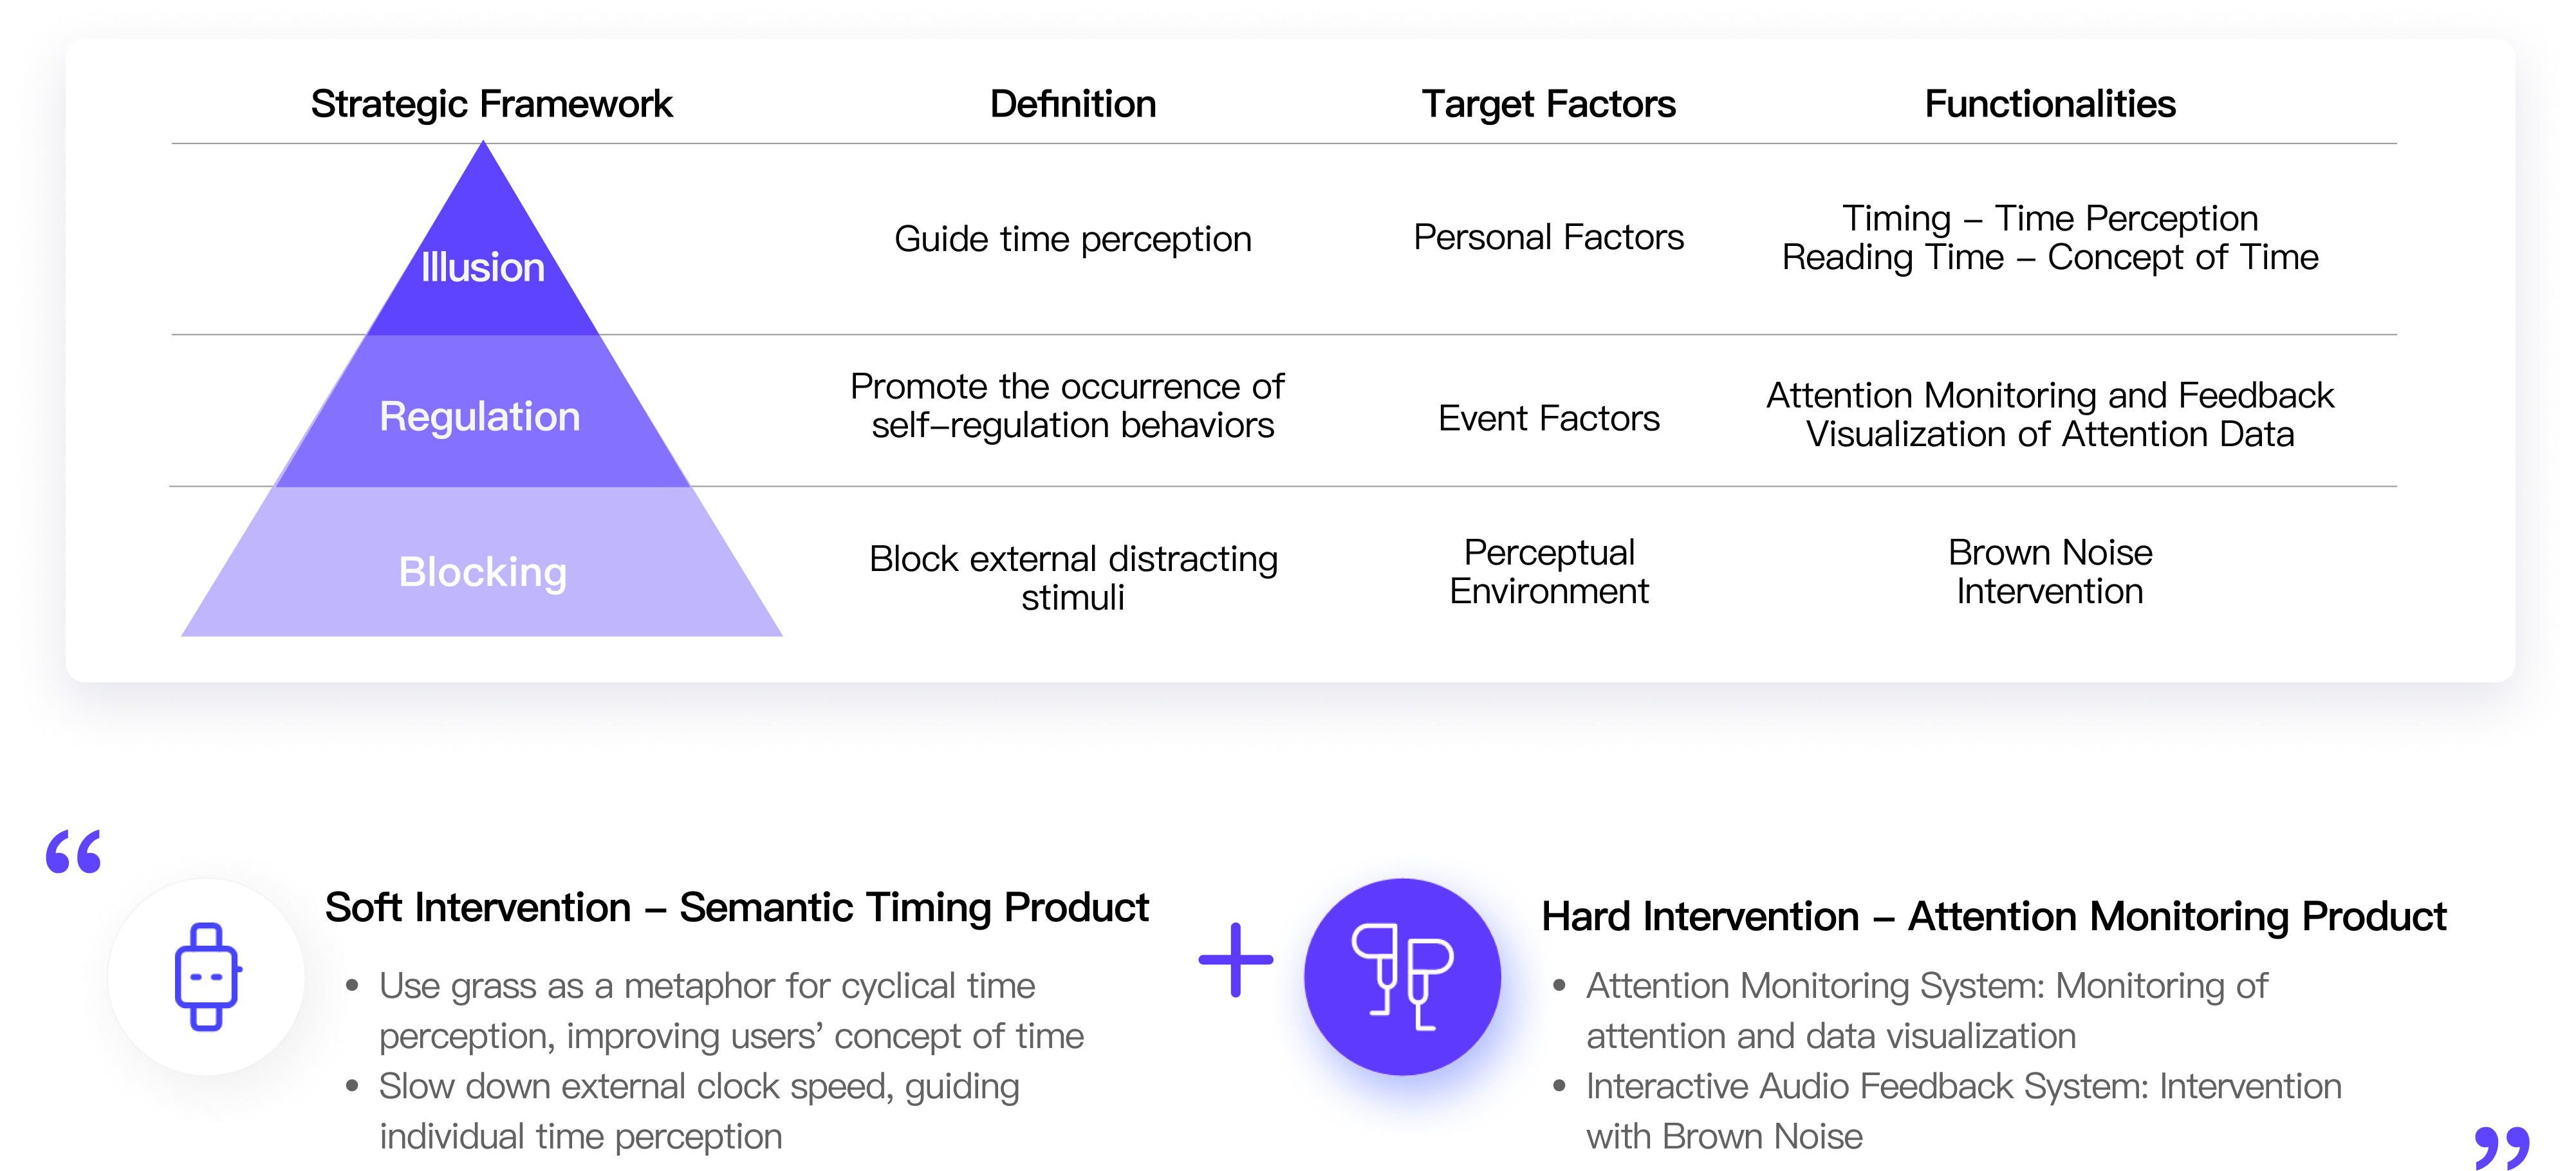 Strategic Framework
Definition
Target Factors
Functionalities
Illusion
Guide time perception
Personal Factors
Timing – Time Perception
Reading Time – Concept of Time
Regulation
Promote the occurrence of
self–regulation behaviors
Event Factors
Attention Monitoring and Feedback
Visualization of Attention Data
Blocking
Block external distracting
stimuli
Perceptual
Environment
Brown Noise
Intervention
“
Soft Intervention – Semantic Timing Product
• Use grass as a metaphor for cyclical time
perception, improving users’ concept of time
• Slow down external clock speed, guiding
individual time perception
+
Hard Intervention – Attention Monitoring Product
• Attention Monitoring System: Monitoring of
attention and data visualization
• Interactive Audio Feedback System: Intervention
with Brown Noise
”